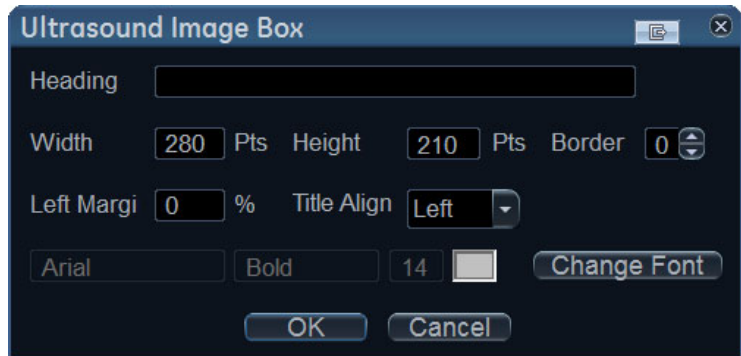 Ultrasound Image Box
Heading
Width 280 Pts Height 210 Pts Border 0
Left Margi 0 % Title Align Left
Arial Bold 14 Change Font
OK Cancel